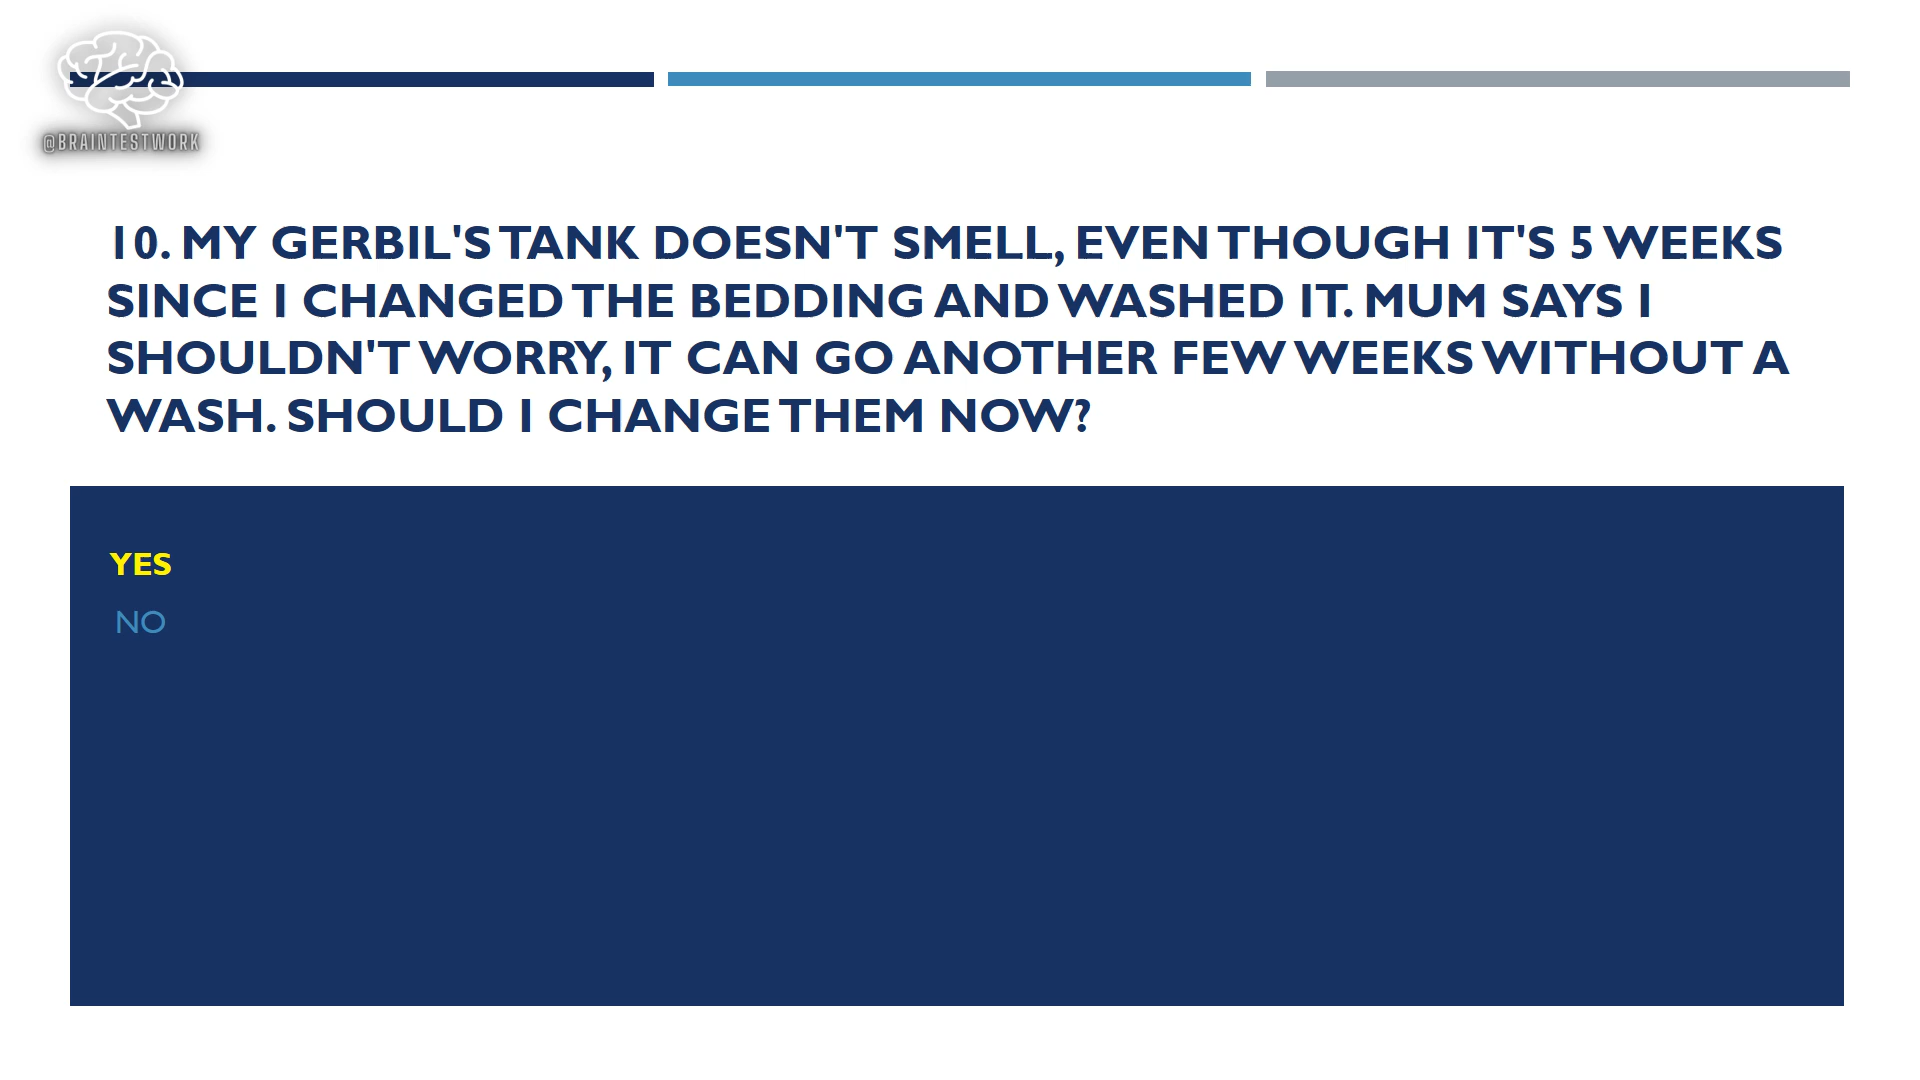 @BRAINTESTWORK
10. MY GERBIL'S TANK DOESN'T SMELL, EVEN THOUGH IT'S 5 WEEKS
SINCE I CHANGED THE BEDDING AND WASHED IT. MUM SAYS I
SHOULDN'T WORRY, IT CAN GO ANOTHER FEW WEEKS WITHOUT A
WASH. SHOULD I CHANGE THEM NOW?
YES
NO